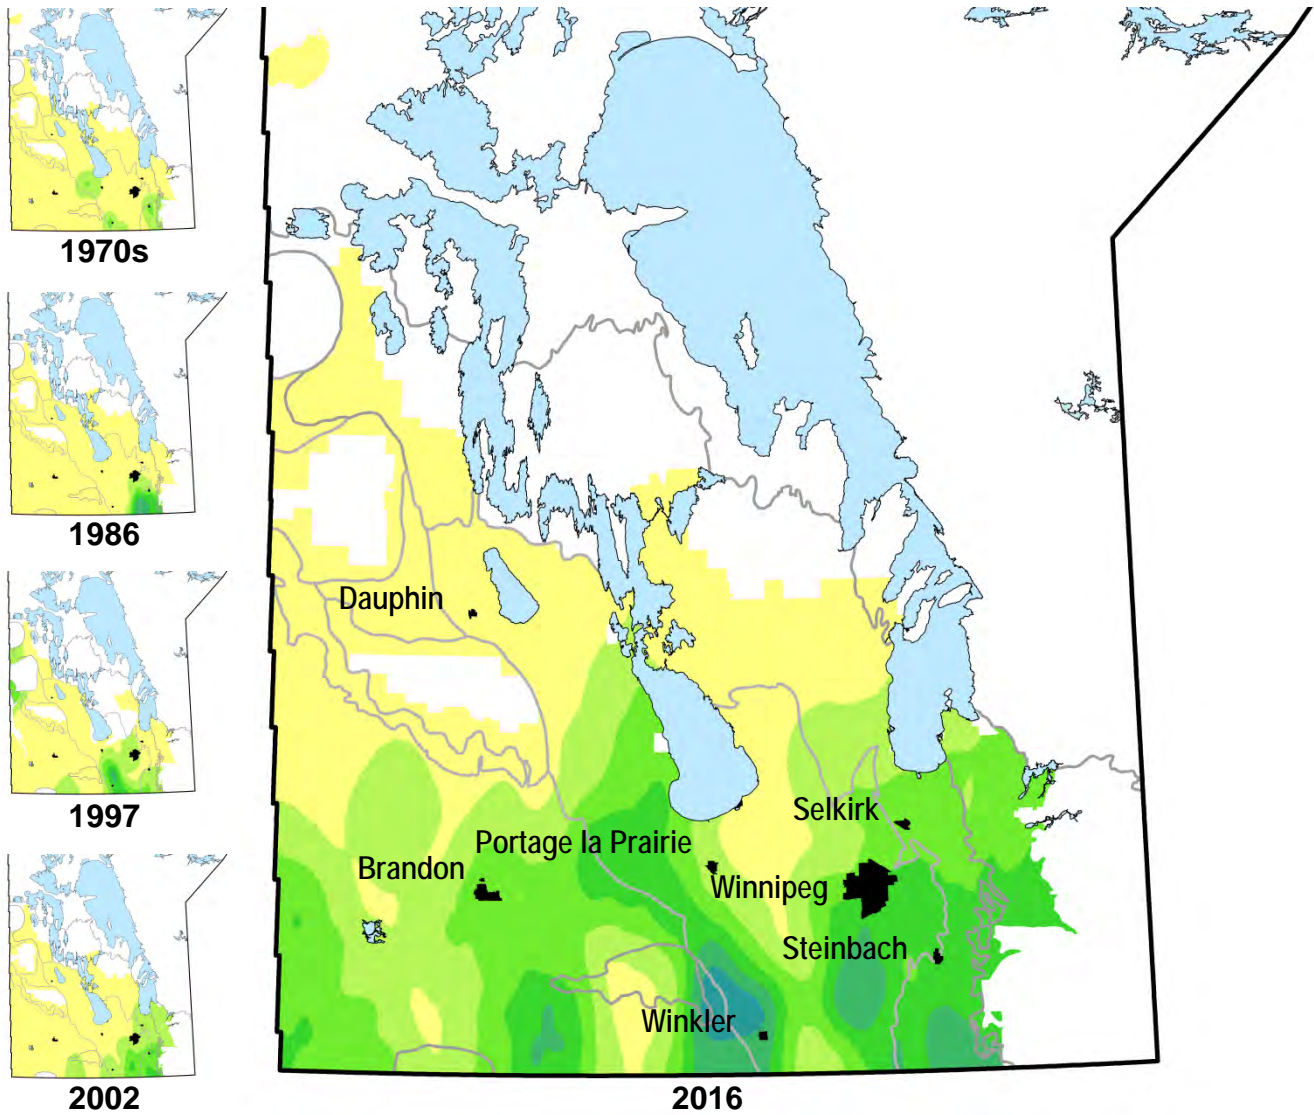 1970s
1986
1997
2002
Dauphin
Selkirk
Portage la Prairie
Brandon
Winnipeg
Steinbach
Winkler
2016